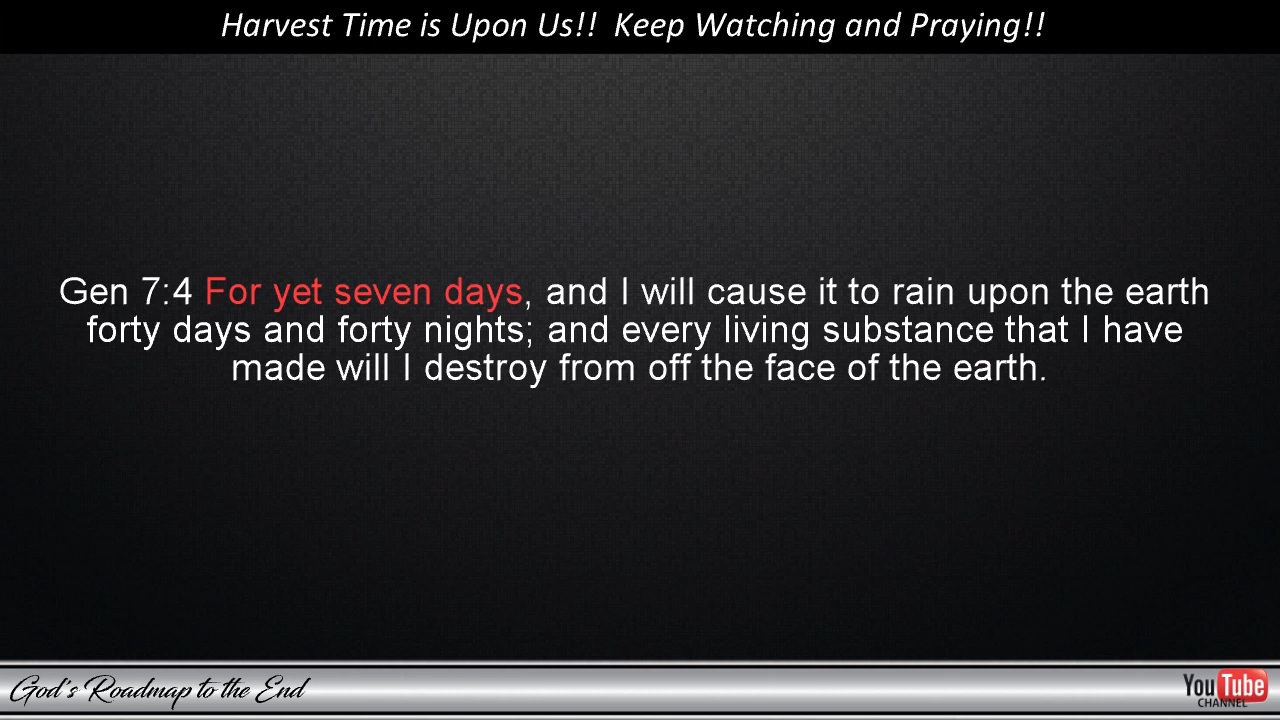 Harvest Time is Upon Us!! Keep Watching and Praying!!
Gen 7:4 For yet seven days, and I will cause it to rain upon the earth
forty days and forty nights; and every living substance that I have
made will I destroy from off the face of the earth.
God's Roadmap to the End
YouTube
CHANNEL